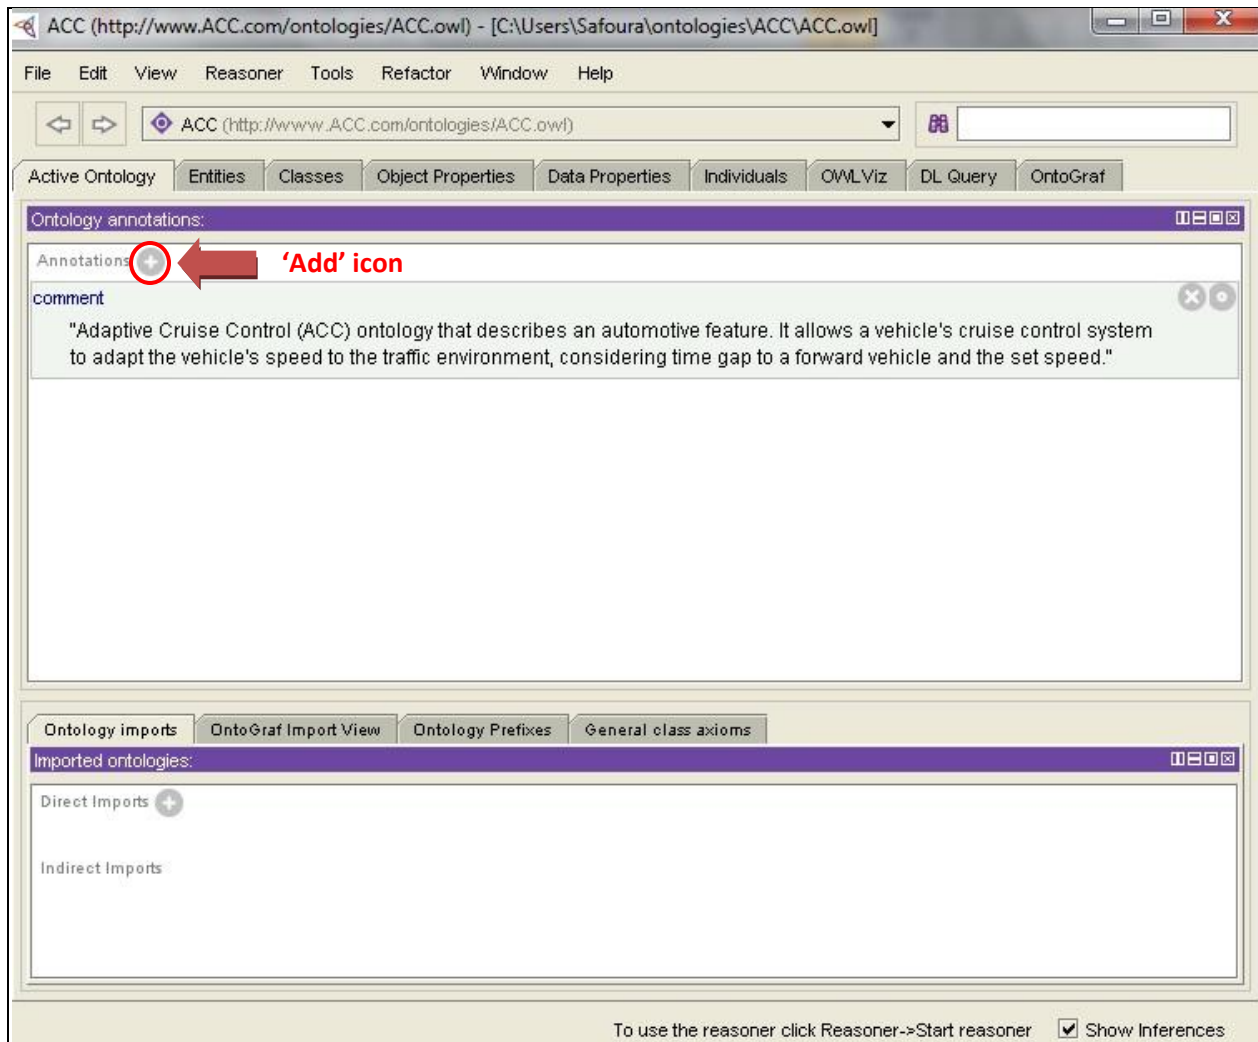 ACC (http://www.ACC.com/ontologies/ACC.owl) - [C:\Users\Safoura\ontologies\ACC\ACC.owl]
File Edit View Reasoner Tools Refactor Window Help
ACC (http://www.ACC.com/ontologies/ACC.owl)
Active Ontology Entities Classes Object Properties Data Properties Individuals OWLViz DL Query OntoGraf
Ontology annotations:
Annotations
‘Add’ icon
comment
"Adaptive Cruise Control (ACC) ontology that describes an automotive feature. It allows a vehicle's cruise control system
to adapt the vehicle's speed to the traffic environment, considering time gap to a forward vehicle and the set speed."
Ontology imports OntoGraf Import View Ontology Prefixes General class axioms
Imported ontologies:
Direct Imports
Indirect Imports
To use the reasoner click Reasoner->Start reasoner Show Inferences